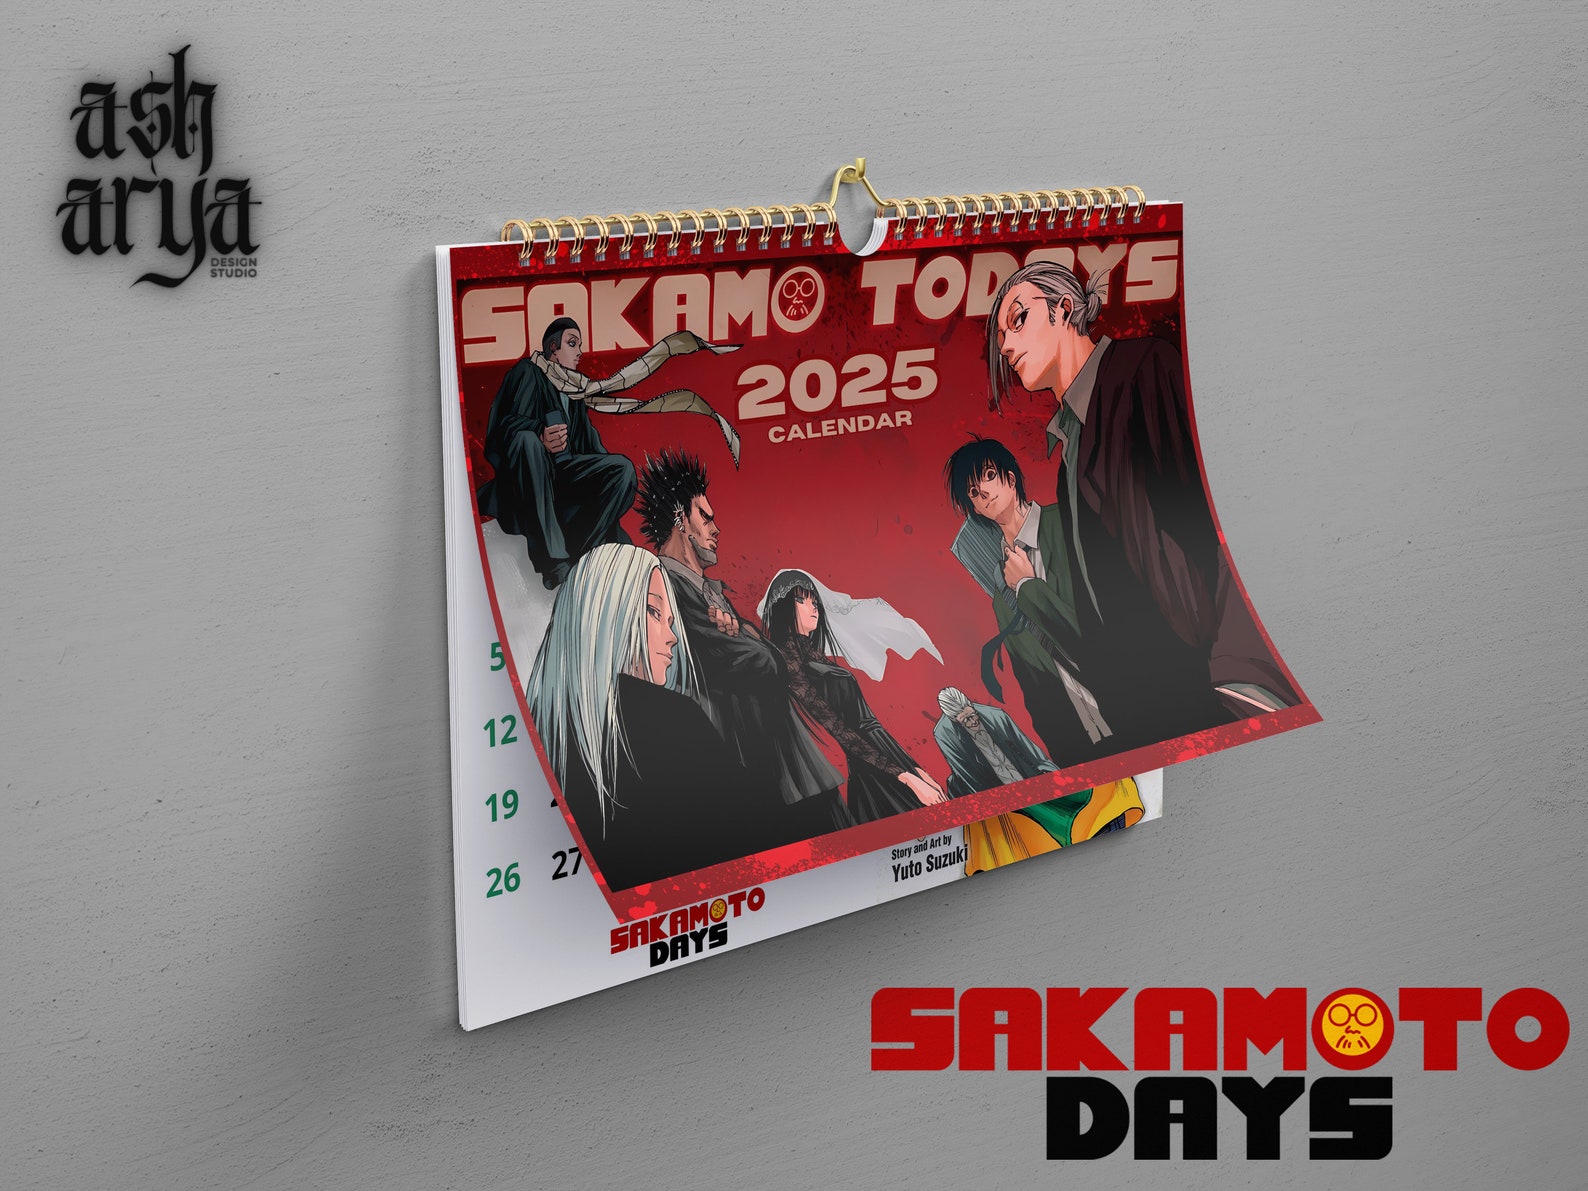 ash
arya
DESIGN
STUDIO
SAKAMO TODAYS
2025
CALENDAR
5
12
19
26
27
Story and Art by
Yuto Suzuki
SAKAMOTO
DAYS
SAKAMOTO
DAYS